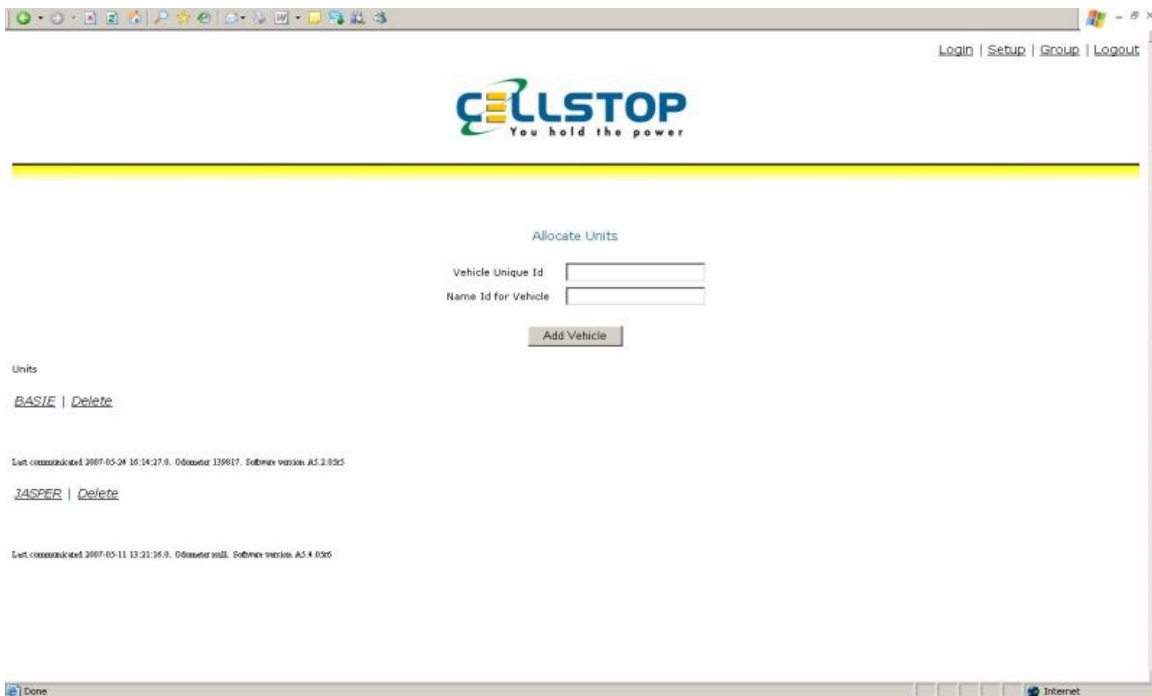 Login | Setup | Group | Logout
CELLSTOP
You hold the power
Allocate Units
Vehicle Unique Id
Name Id for Vehicle
Add Vehicle
Units
BASIE | Delete
Last communicated 2007-05-24 16:14:27.0. Odometer 139817. Software version A5.2.05r5
JASPER | Delete
Last communicated 2007-05-11 13:21:16.0. Odometer null. Software version A5.4.05r6
Done
Internet